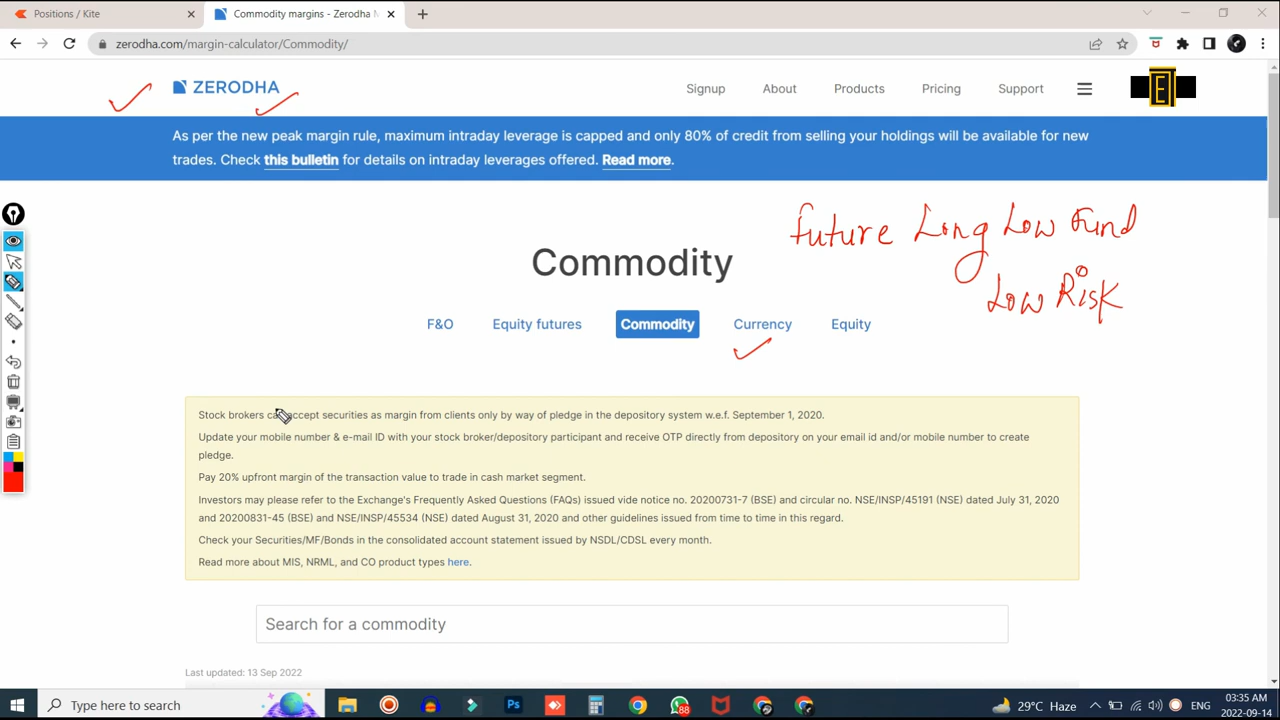 Positions / Kite
Commodity margins - Zerodha
zerodha.com/margin-calculator/Commodity/
ZERODHA
Signup
About
Products
Pricing
Support
E
As per the new peak margin rule, maximum intraday leverage is capped and only 80% of credit from selling your holdings will be available for new
trades. Check this bulletin for details on intraday leverages offered. Read more.
Future Long Low Fund
Low Risk
Commodity
F&O
Equity futures
Commodity
Currency
Equity
Stock brokers can accept securities as margin from clients only by way of pledge in the depository system w.e.f. September 1, 2020.
Update your mobile number & e-mail ID with your stock broker/depository participant and receive OTP directly from depository on your email id and/or mobile number to create
pledge.
Pay 20% upfront margin of the transaction value to trade in cash market segment.
Investors may please refer to the Exchange's Frequently Asked Questions (FAQs) issued vide notice no. 20200731-7 (BSE) and circular no. NSE/INSP/45191 (NSE) dated July 31, 2020
and 20200831-45 (BSE) and NSE/INSP/45534 (NSE) dated August 31, 2020 and other guidelines issued from time to time in this regard.
Check your Securities/MF/Bonds in the consolidated account statement issued by NSDL/CDSL every month.
Read more about MIS, NRML, and CO product types here.
Search for a commodity
Last updated: 13 Sep 2022
Type here to search
Ps
88
29°C Haze
ENG
03:35 AM
2022-09-14